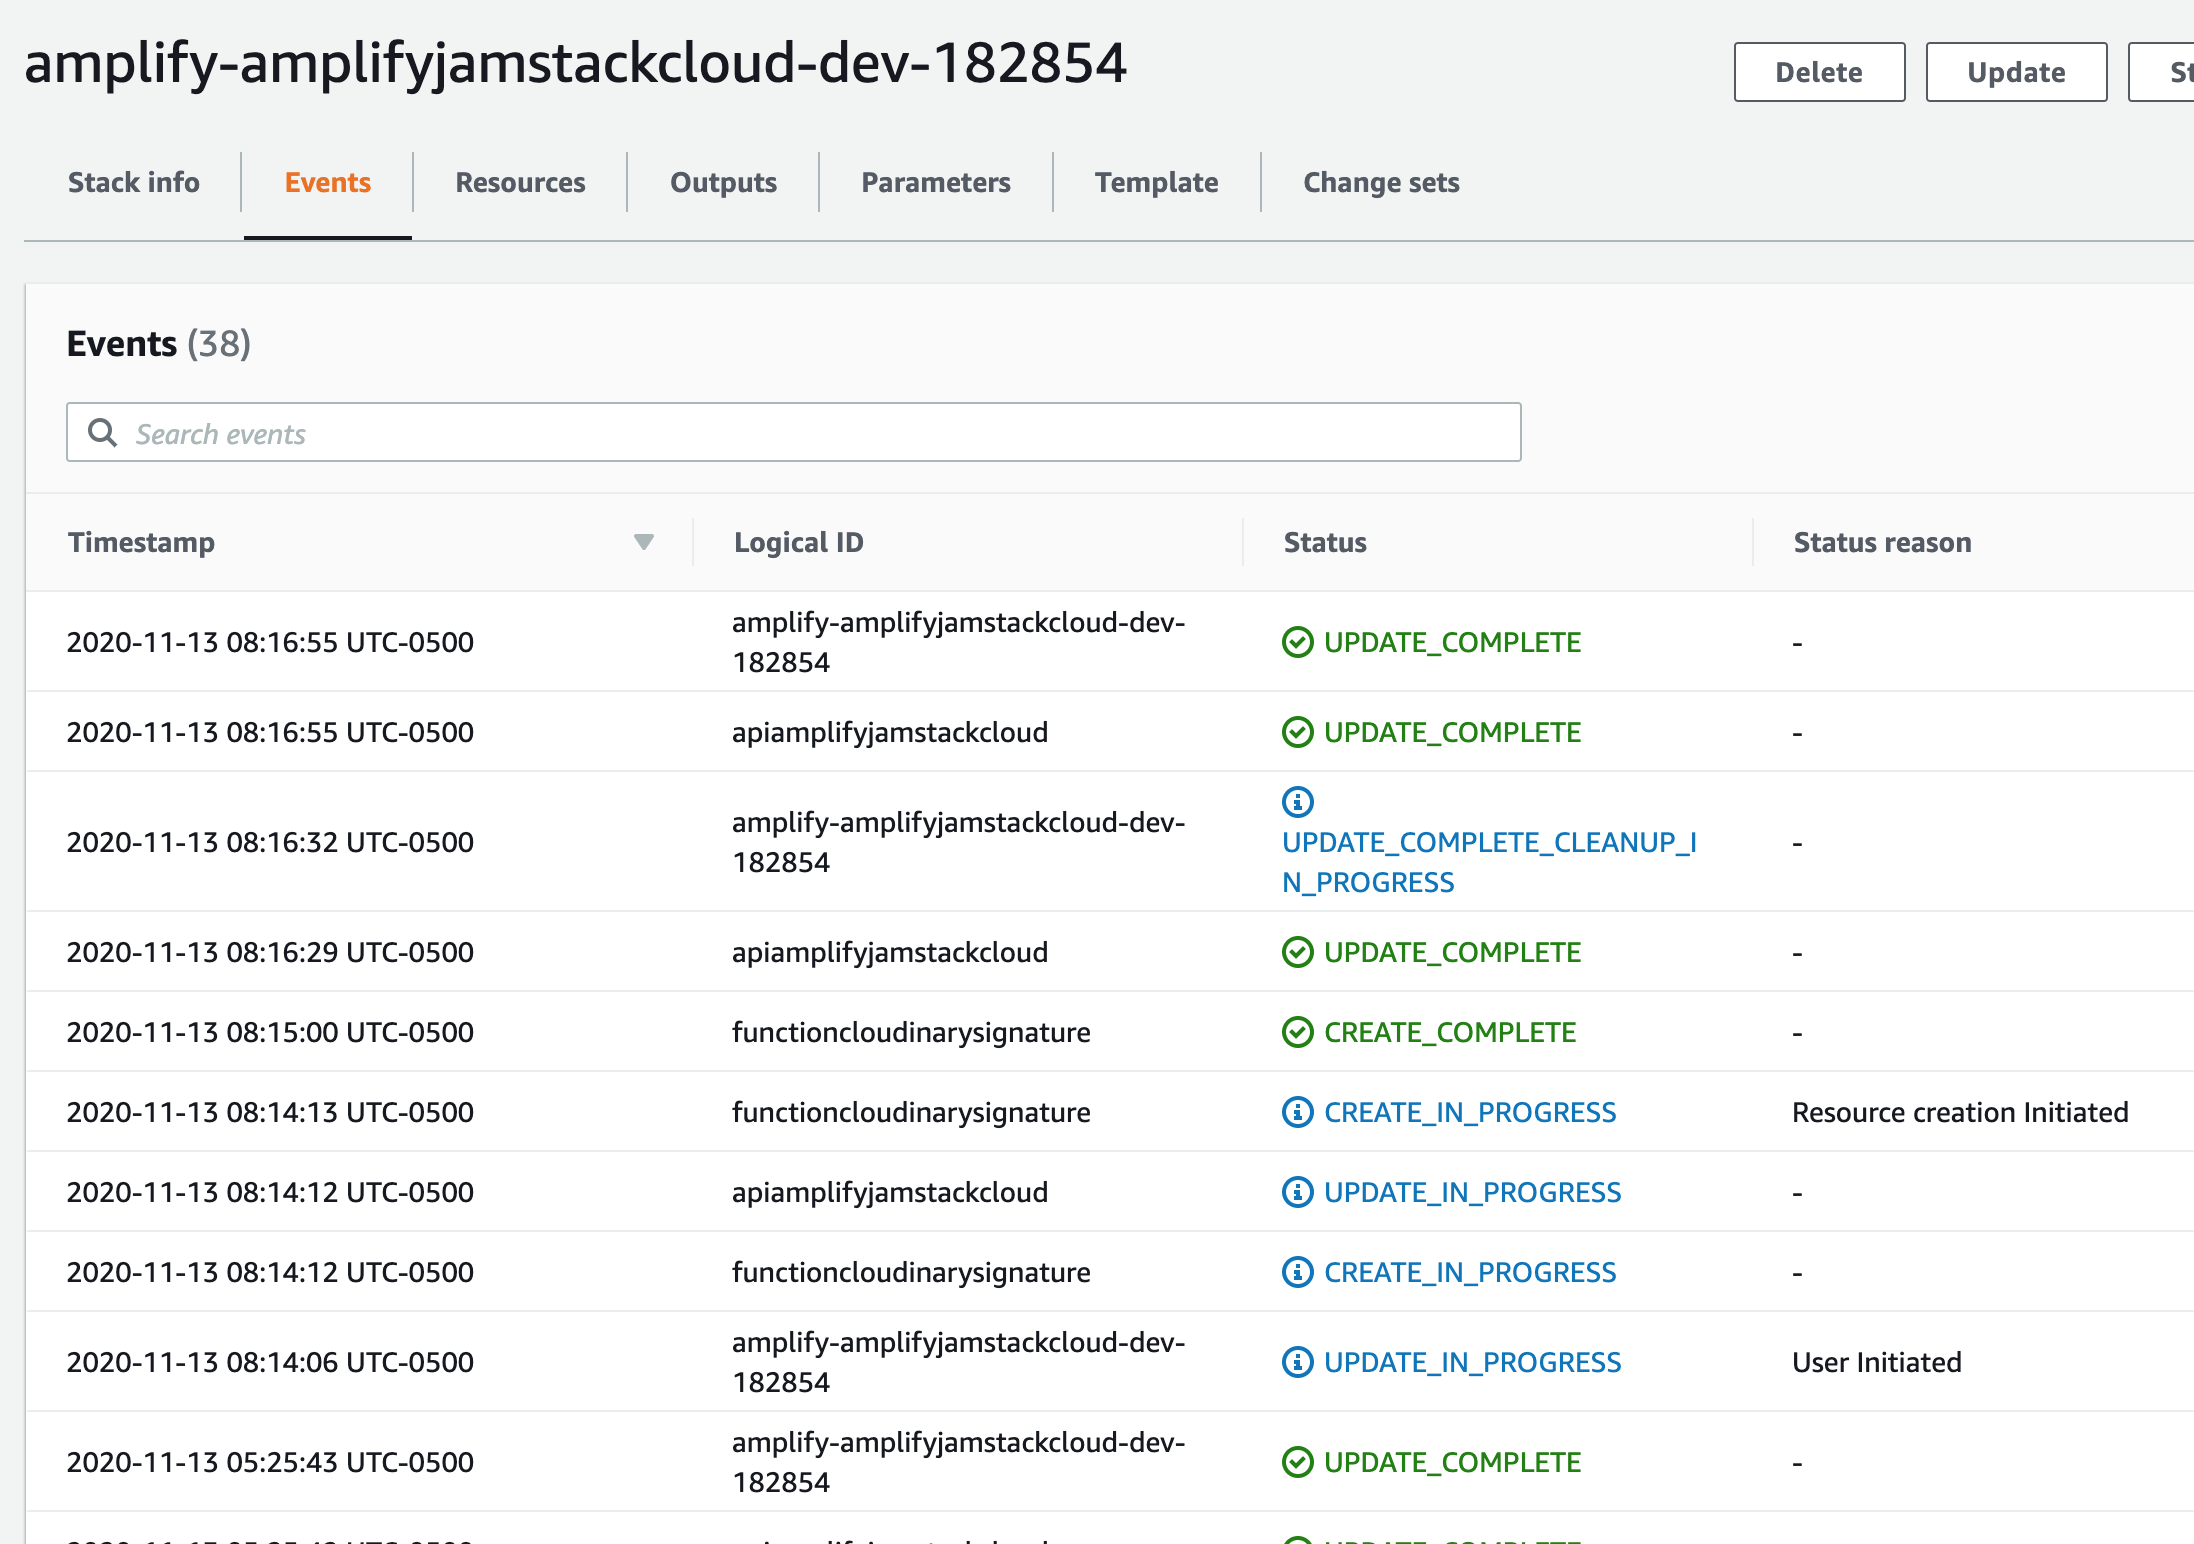 amplify-amplifyjamstackcloud-dev-182854
Delete
Update
Stack info
Events
Resources
Outputs
Parameters
Template
Change sets
Events (38)
Search events
Timestamp
Logical ID
Status
Status reason
2020-11-13 08:16:55 UTC-0500
amplify-amplifyjamstackcloud-dev-
182854
UPDATE_COMPLETE
-
2020-11-13 08:16:55 UTC-0500
apiamplifyjamstackcloud
UPDATE_COMPLETE
-
2020-11-13 08:16:32 UTC-0500
amplify-amplifyjamstackcloud-dev-
182854
UPDATE_COMPLETE_CLEANUP_I
N_PROGRESS
-
2020-11-13 08:16:29 UTC-0500
apiamplifyjamstackcloud
UPDATE_COMPLETE
-
2020-11-13 08:15:00 UTC-0500
functioncloudinarysignature
CREATE_COMPLETE
-
2020-11-13 08:14:13 UTC-0500
functioncloudinarysignature
CREATE_IN_PROGRESS
Resource creation Initiated
2020-11-13 08:14:12 UTC-0500
apiamplifyjamstackcloud
UPDATE_IN_PROGRESS
-
2020-11-13 08:14:12 UTC-0500
functioncloudinarysignature
CREATE_IN_PROGRESS
-
2020-11-13 08:14:06 UTC-0500
amplify-amplifyjamstackcloud-dev-
182854
UPDATE_IN_PROGRESS
User Initiated
2020-11-13 05:25:43 UTC-0500
amplify-amplifyjamstackcloud-dev-
182854
UPDATE_COMPLETE
-